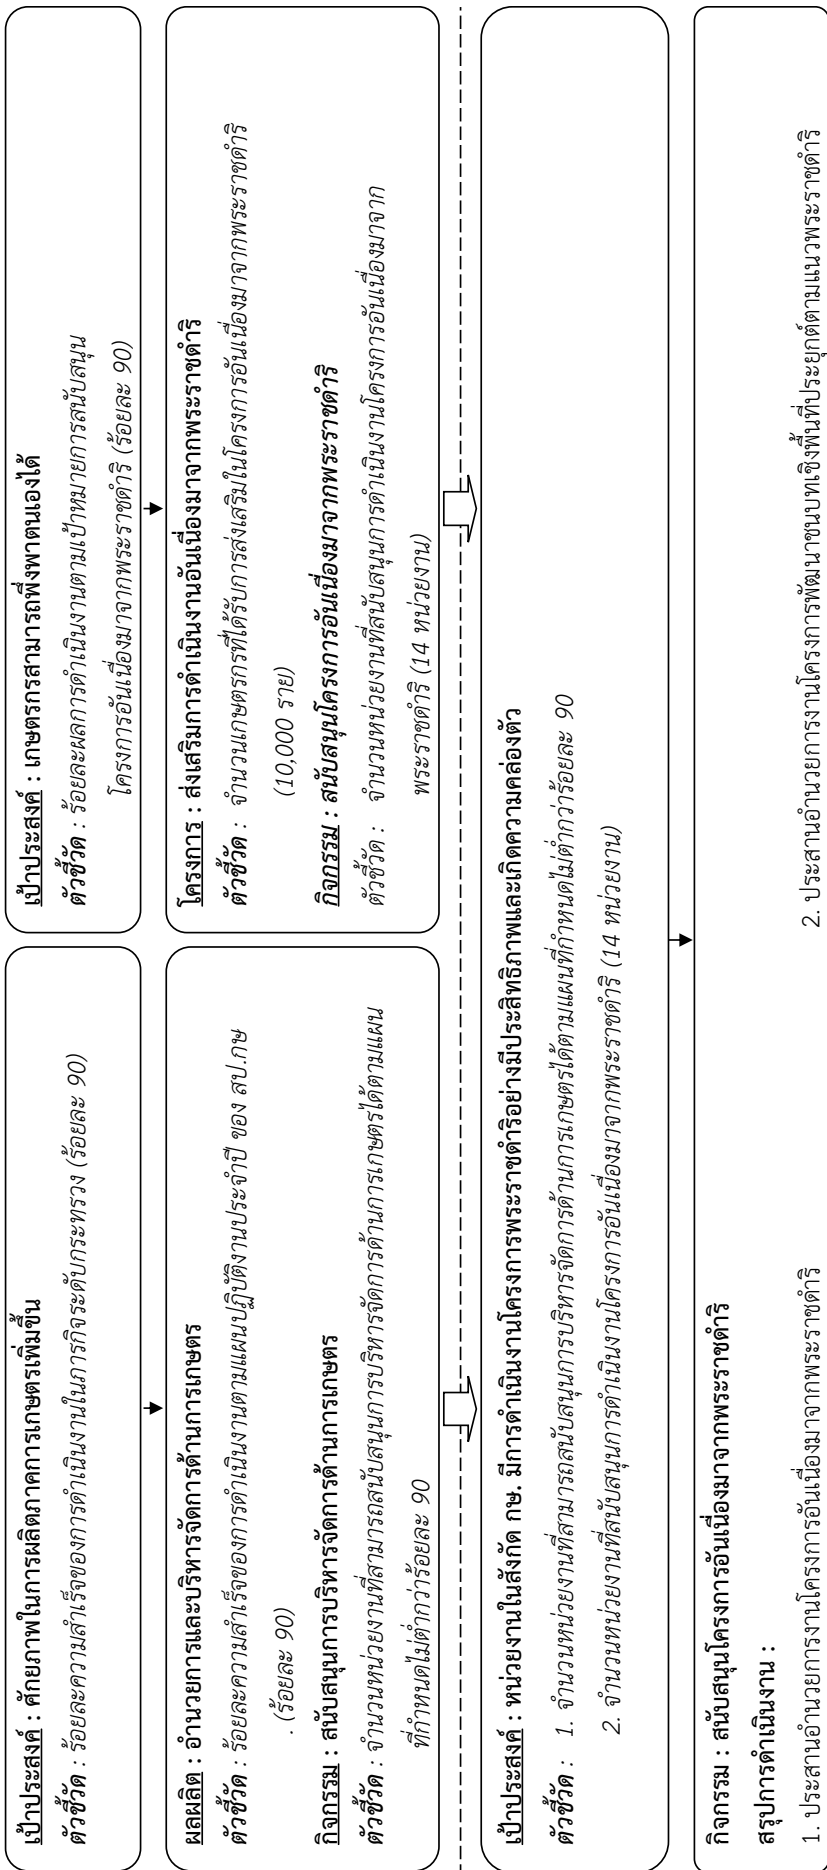 เป้าประสงค์ : ศักยภาพในการผลิตภาคการเกษตรเพิ่มขึ้น
ตัวชี้วัด : ร้อยละความสำเร็จของการดำเนินงานในภารกิจระดับกระทรวง (ร้อยละ 90)
เป้าประสงค์ : เกษตรกรสามารถพึ่งพาตนเองได้
ตัวชี้วัด : ร้อยละผลการดำเนินงานตามเป้าหมายการสนับสนุน
โครงการอันเนื่องมาจากพระราชดำริ (ร้อยละ 90)
ผลผลิต : อำนวยการและบริหารจัดการด้านการเกษตร
ตัวชี้วัด : ร้อยละความสำเร็จของการดำเนินงานตามแผนปฏิบัติงานประจำปี ของ สป.กษ
. (ร้อยละ 90)
กิจกรรม : สนับสนุนการบริหารจัดการด้านการเกษตร
ตัวชี้วัด : จำนวนหน่วยงานที่สามารถสนับสนุนการบริหารจัดการด้านการเกษตรได้ตามแผน
ที่กำหนดไม่ต่ำกว่าร้อยละ 90
โครงการ : ส่งเสริมการดำเนินงานอันเนื่องมาจากพระราชดำริ
ตัวชี้วัด : จำนวนเกษตรกรที่ได้รับการส่งเสริมในโครงการอันเนื่องมาจากพระราชดำริ
(10,000 ราย)
กิจกรรม : สนับสนุนโครงการอันเนื่องมาจากพระราชดำริ
ตัวชี้วัด : จำนวนหน่วยงานที่สนับสนุนการดำเนินงานโครงการอันเนื่องมาจาก
พระราชดำริ (14 หน่วยงาน)
เป้าประสงค์ : หน่วยงานในสังกัด กษ. มีการดำเนินงานโครงการพระราชดำริอย่างมีประสิทธิภาพและเกิดความคล่องตัว
ตัวชี้วัด : 1. จำนวนหน่วยงานที่สามารถสนับสนุนการบริหารจัดการด้านการเกษตรได้ตามแผนที่กำหนดไม่ต่ำกว่าร้อยละ 90
2. จำนวนหน่วยงานที่สนับสนุนการดำเนินงานโครงการอันเนื่องมาจากพระราชดำริ (14 หน่วยงาน)
กิจกรรม : สนับสนุนโครงการอันเนื่องมาจากพระราชดำริ
สรุปการดำเนินงาน :
1. ประสานอำนวยการงานโครงการอันเนื่องมาจากพระราชดำริ
2. ประสานอำนวยการงานโครงการพัฒนาชนบทเชิงพื้นที่ประยุกต์ตามแนวพระราชดำริ